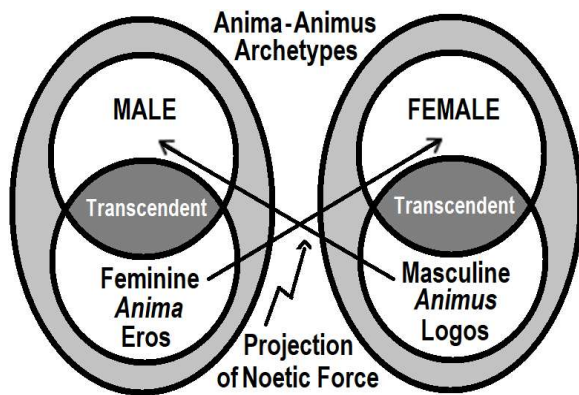 Anima-Animus
Archetypes
MALE
Transcendent
Feminine
Anima
Eros
FEMALE
Transcendent
Masculine
Animus
Logos
Projection
of Noetic Force